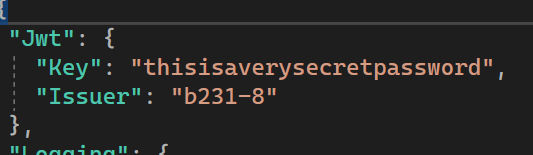 {
"Jwt": {
"Key": "thisisaverysecretpassword",
"Issuer": "b231-8"
},
"Logging": {